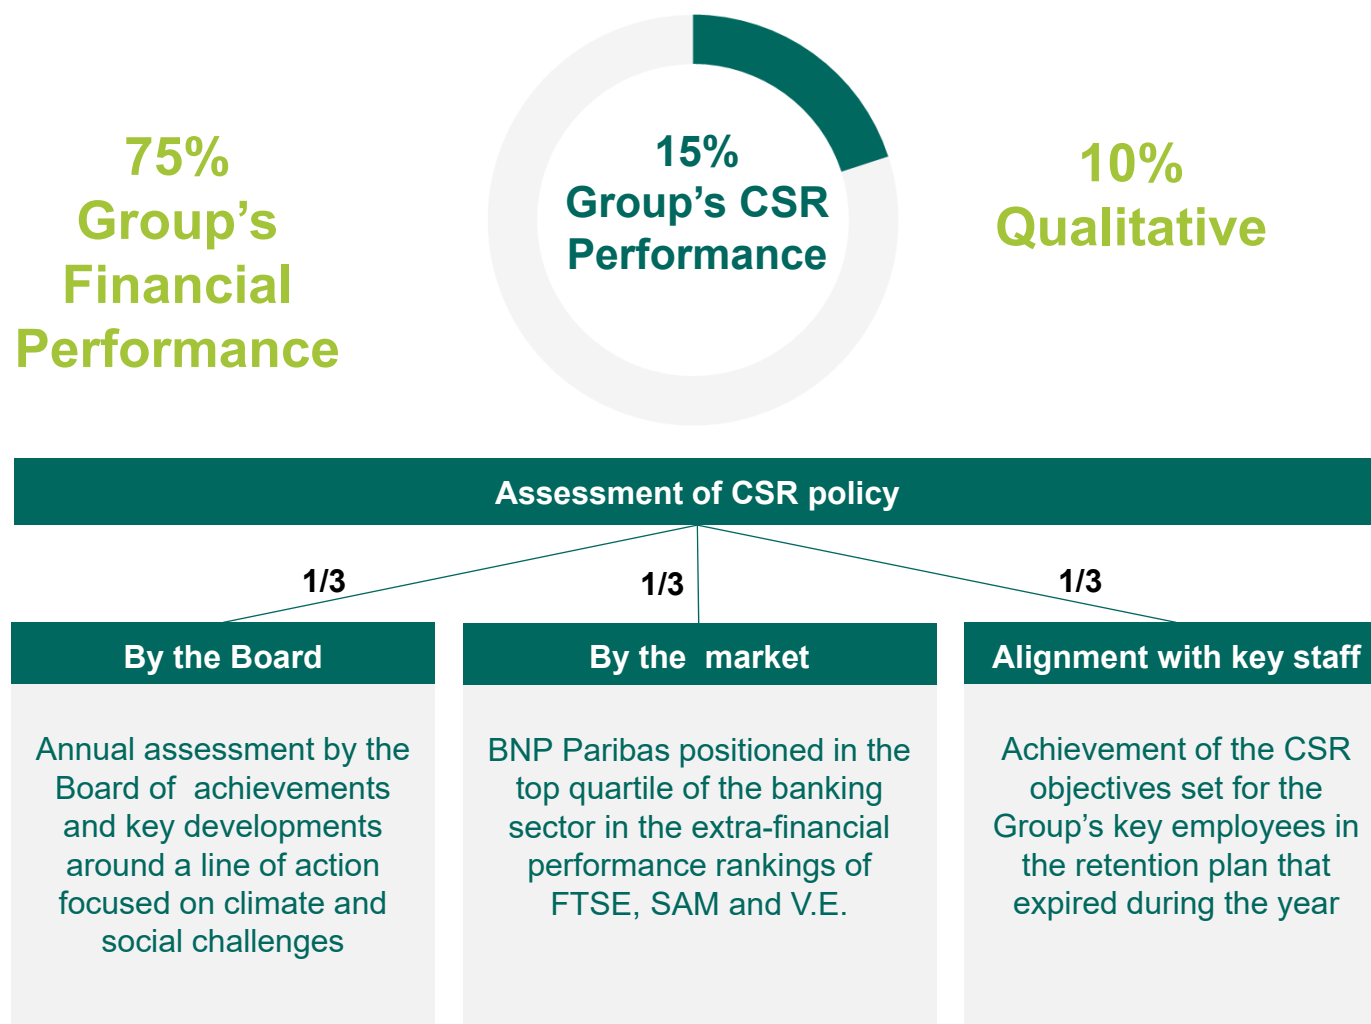 75%
Group’s
Financial
Performance
15%
Group’s CSR
Performance
10%
Qualitative
Assessment of CSR policy
1/3
1/3
1/3
By the Board
Annual assessment by the
Board of achievements
and key developments
around a line of action
focused on climate and
social challenges
By the market
BNP Paribas positioned in the
top quartile of the banking
sector in the extra-financial
performance rankings of
FTSE, SAM and V.E.
Alignment with key staff
Achievement of the CSR
objectives set for the
Group’s key employees in
the retention plan that
expired during the year